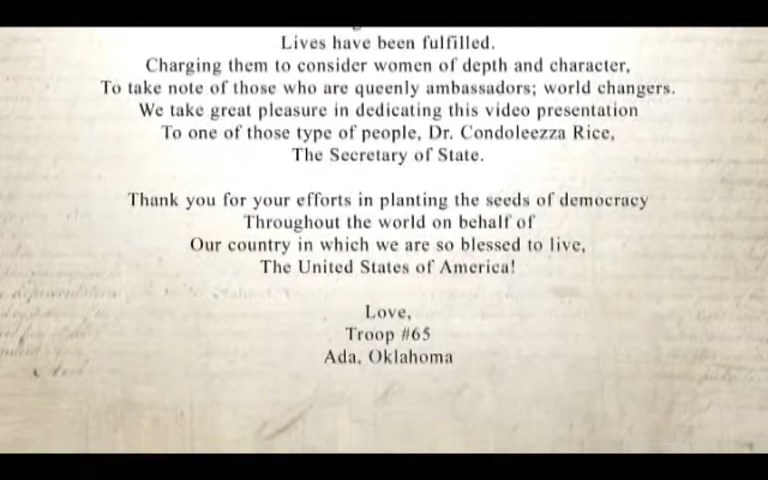 Lives have been fulfilled.
Charging them to consider women of depth and character,
To take note of those who are queenly ambassadors; world changers.
We take great pleasure in dedicating this video presentation
To one of those type of people, Dr. Condoleezza Rice,
The Secretary of State.
Thank you for your efforts in planting the seeds of democracy
Throughout the world on behalf of
Our country in which we are so blessed to live,
The United States of America!
Love,
Troop #65
Ada, Oklahoma